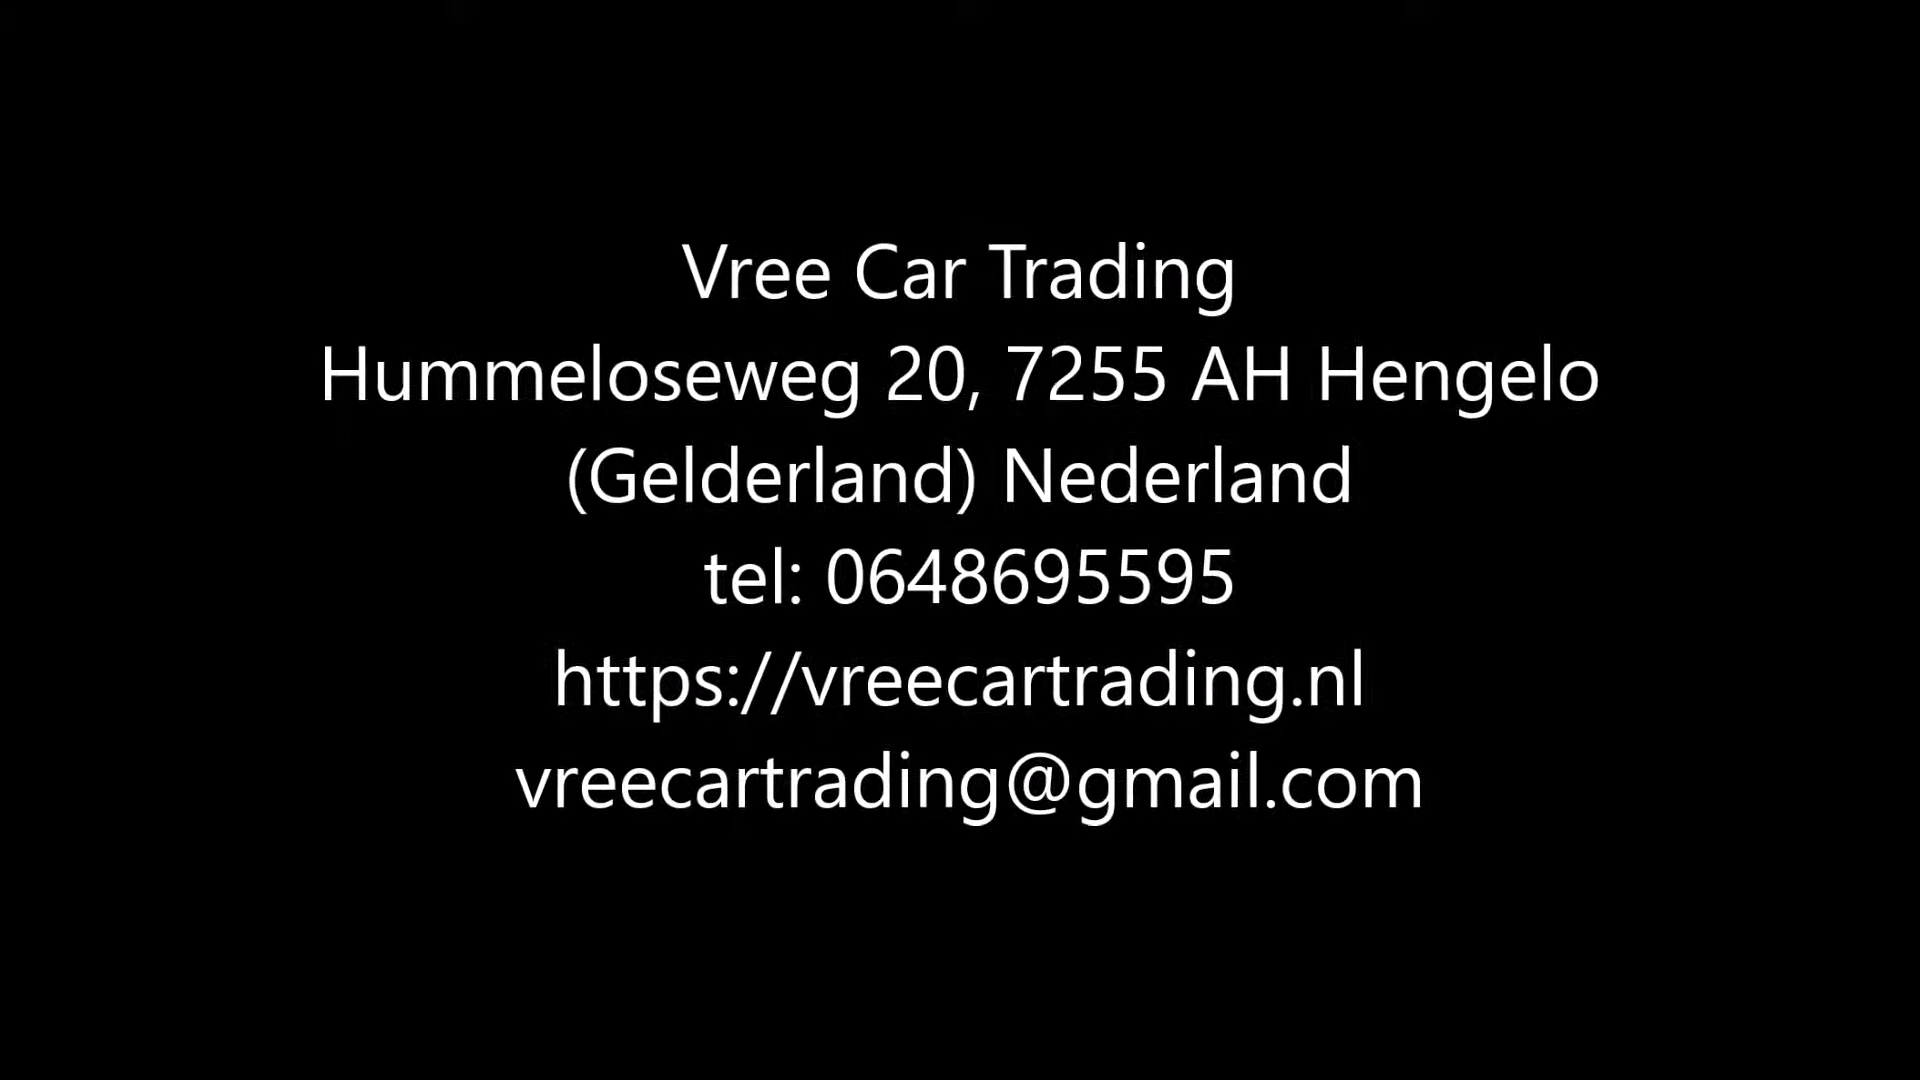 Vree Car Trading
Hummeloseweg 20, 7255 AH Hengelo
(Gelderland) Nederland
tel: 0648695595
https://vreecartrading.nl
vreecartrading@gmail.com